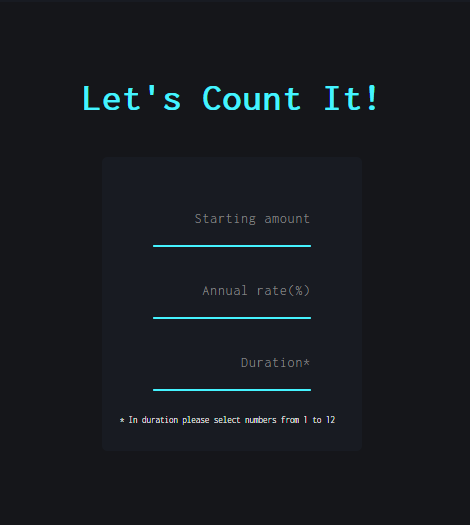 Let's Count It!
Starting amount
Annual rate(%)
Duration*
* In duration please select numbers from 1 to 12